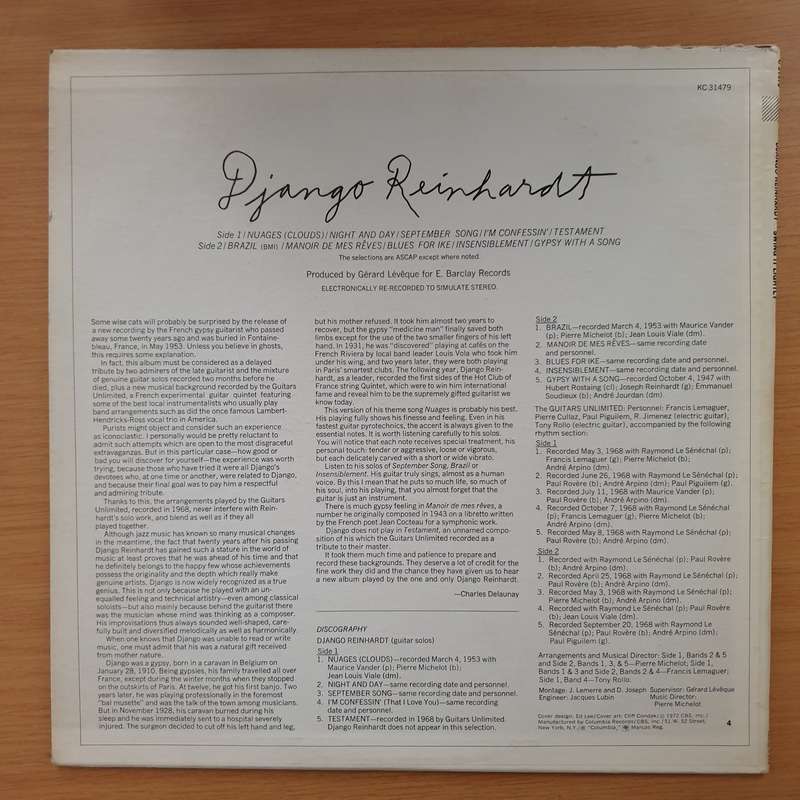 KC 31479
Django Reinhardt
Side 1/NUAGES (CLOUDS)/NIGHT AND DAY/SEPTEMBER SONG/I'M CONFESSIN'/TESTAMENT
Side 2/BRAZIL (BMI)/MANOIR DE MES RÊVES/BLUES FOR IKE/INSENSIBLEMENT/GYPSY WITH A SONG
The selections are ASCAP except where noted.
Produced by Gérard Lévêque for E. Barclay Records
ELECTRONICALLY RE-RECORDED TO SIMULATE STEREO.
Some wise cats will probably be surprised by the release of
a new recording by the French gypsy guitarist who passed
away some twenty years ago and was buried in Fontaine-
bleau, France, in May 1953. Unless you believe in ghosts,
this requires some explanation.
In fact, this album must be considered as a delayed
tribute by two admirers of the late guitarist and the mixture
of genuine guitar solos recorded two months before he
died, plus a new musical background recorded by the Guitars
Unlimited, a French experimental guitar quintet featuring
some of the best local instrumentalists who usually play
band arrangements such as did the once famous Lambert-
Hendricks-Ross vocal trio in America.
Purists might object and consider such an experience
as iconoclastic. I personally would be pretty reluctant to
admit such attempts which are open to the most disgraceful
extravaganzas. But in this particular case—how good or
bad you will discover for yourself—the experience was worth
trying, because those who have tried it were all Django's
devotees who, at one time or another, were related to Django,
and because their final goal was to pay him a respectful
and admiring tribute.
Thanks to this, the arrangements played by the Guitars
Unlimited, recorded in 1968, never interfere with Rein-
hardt's solo work, and blend as well as if they all
played together.
Although jazz music has known so many musical changes
in the meantime, the fact that twenty years after his passing
Django Reinhardt has gained such a stature in the world of
music at least proves that he was ahead of his time and that
he definitely belongs to the happy few whose achievements
possess the originality and the depth which really make
genuine artists. Django is now widely recognized as a true
genius. This is not only because he played with an un-
equalled feeling and technical artistry—even among classical
soloists—but also mainly because behind the guitarist there
was the musician whose mind was thinking as a composer.
His improvisations thus always sounded well-shaped, care-
fully built and diversified melodically as well as harmonically.
When one knows that Django was unable to read or write
music, one must admit that his was a natural gift received
from mother nature.
Django was a gypsy, born in a caravan in Belgium on
January 28, 1910. Being gypsies, his family travelled all over
France, except during the winter months when they stopped
on the outskirts of Paris. At twelve, he got his first banjo. Two
years later, he was playing professionally in the foremost
"bal musette" and was the talk of the town among musicians.
But in November 1928, his caravan burned during his
sleep and he was immediately sent to a hospital severely
injured. The surgeon decided to cut off his left hand and leg,
but his mother refused. It took him almost two years to
recover, but the gypsy "medicine man" finally saved both
limbs except for the use of the two smaller fingers of his left
hand. In 1931, he was "discovered" playing at cafés on the
French Riviera by local band leader Louis Vola who took him
under his wing, and two years later, they were both playing
in Paris' smartest clubs. The following year, Django Rein-
hardt, as a leader, recorded the first sides of the Hot Club of
France string Quintet, which were to win him international
fame and reveal him to be the supremely gifted guitarist we
know today.
This version of his theme song Nuages is probably his best.
His playing fully shows his finesse and feeling. Even in his
fastest guitar pyrotechnics, the accent is always given to the
essential notes. It is worth listening carefully to his solos.
You will notice that each note receives special treatment, his
personal touch: tender or aggressive, loose or vigorous,
but each delicately carved with a short or wide vibrato.
Listen to his solos of September Song, Brazil or
Insensiblement. His guitar truly sings, almost as a human
voice. By this I mean that he puts so much life, so much of
his soul, into his playing, that you almost forget that the
guitar is just an instrument.
There is much gypsy feeling in Manoir de mes rêves, a
number he originally composed in 1943 on a libretto written
by the French poet Jean Cocteau for a symphonic work.
Django does not play in Testament, an unnamed compo-
sition of his which the Guitars Unlimited recorded as a
tribute to their master.
It took them much time and patience to prepare and
record these backgrounds. They deserve a lot of credit for the
fine work they did and the chance they have given us to hear
a new album played by the one and only Django Reinhardt.
—Charles Delaunay
DISCOGRAPHY
DJANGO REINHARDT (guitar solos)
Side 1
1. NUAGES (CLOUDS)—recorded March 4, 1953 with
Maurice Vander (p); Pierre Michelot (b);
Jean Louis Viale (dm).
2. NIGHT AND DAY—same recording date and personnel.
3. SEPTEMBER SONG—same recording date and personnel.
4. I'M CONFESSIN' (That I Love You)—same recording
date and personnel.
5. TESTAMENT—recorded in 1968 by Guitars Unlimited.
Django Reinhardt does not appear in this selection.
Side 2
1. BRAZIL—recorded March 4, 1953 with Maurice Vander
(p); Pierre Michelot (b); Jean Louis Viale (dm).
2. MANOIR DE MES RÊVES—same recording date
and personnel.
3. BLUES FOR IKE—same recording date and personnel.
4. INSENSIBLEMENT—same recording date and personnel.
5. GYPSY WITH A SONG—recorded October 4, 1947 with
Hubert Rostaing (cl); Joseph Reinhardt (g); Emmanuel
Soudieux (b); André Jourdan (dm)
The GUITARS UNLIMITED: Personnel: Francis Lemaguer,
Pierre Cullaz, Paul Piguilem, R. Jimenez (electric guitar),
Tony Rollo (electric guitar), accompanied by the following
rhythm section:
Side 1
1. Recorded May 3, 1968 with Raymond Le Sénéchal (p);
Francis Lemaguer (g); Pierre Michelot (b);
André Arpino (dm).
2. Recorded June 26, 1968 with Raymond Le Sénéchal (p);
Paul Rovère (b); André Arpino (dm); Paul Piguilem (g).
3. Recorded July 11, 1968 with Maurice Vander (p);
Paul Rovère (b); André Arpino (dm).
4. Recorded October 7, 1968 with Raymond Le Sénéchal
(p); Francis Lemaguer (g); Pierre Michelot (b);
André Arpino (dm).
5. Recorded May 8, 1968 with Raymond Le Sénéchal (p);
Paul Rovère (b); André Arpino (dm).
Side 2
1. Recorded with Raymond Le Sénéchal (p); Paul Rovère
(b); André Arpino (dm).
2. Recorded April 25, 1968 with Raymond Le Sénéchal (p);
Paul Rovère (b); André Arpino (dm).
3. Recorded May 3, 1968 with Raymond Le Sénéchal (p);
Pierre Michelot (b); André Arpino (dm).
4. Recorded with Raymond Le Sénéchal (p); Paul Rovère
(b); Jean Louis Viale (dm).
5. Recorded September 20, 1968 with Raymond Le
Sénéchal (p); Paul Rovère (b); André Arpino (dm);
Paul Piguilem (g).
Arrangements and Musical Director: Side 1, Bands 2 & 5
and Side 2, Bands 1, 3, & 5—Pierre Michelot; Side 1,
Bands 1 & 3 and Side 2, Bands 2 & 4—Francis Lemaguer;
Side 1, Band 4—Tony Rollo.
Montage: J. Lemerre and D. Joseph Supervisor: Gérard Lévêque
Engineer: Jacques Lubin Music Director:
Pierre Michelot
Cover design: Ed Lee/Cover art: Cliff Condak/© 1972 CBS, Inc./
Manufactured by Columbia Records/CBS, Inc./51 W. 52 Street,
New York, N.Y./® "Columbia," Marcas Reg.
4